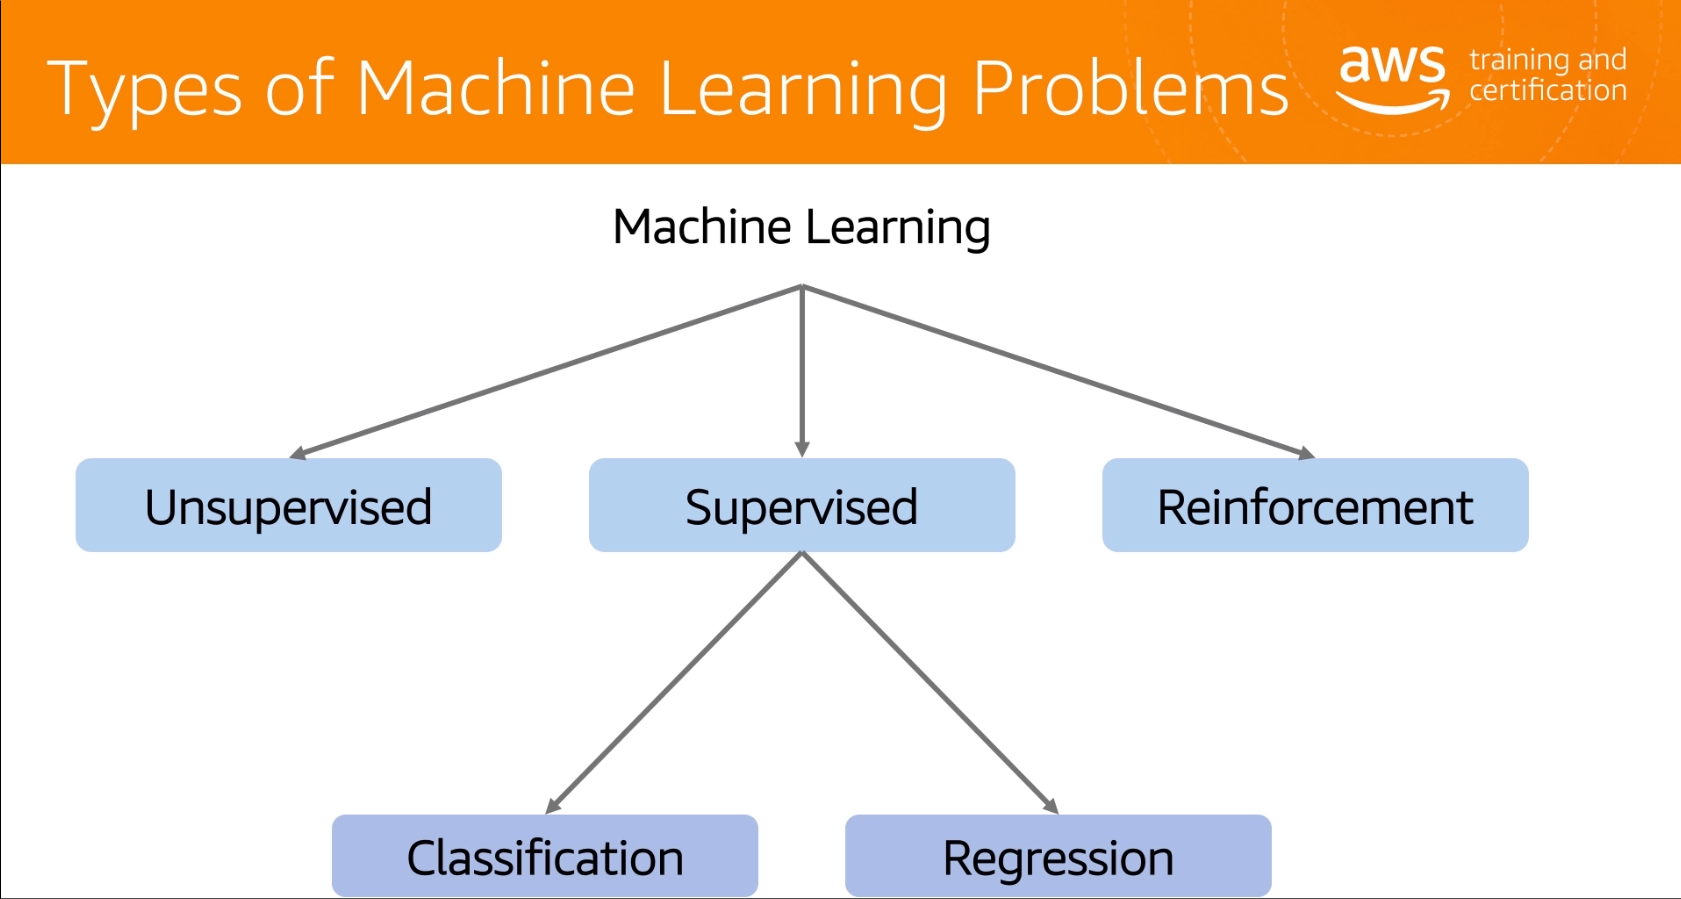 Types of Machine Learning Problems
aws
training and
certification
Machine Learning
Unsupervised
Supervised
Reinforcement
Classification
Regression